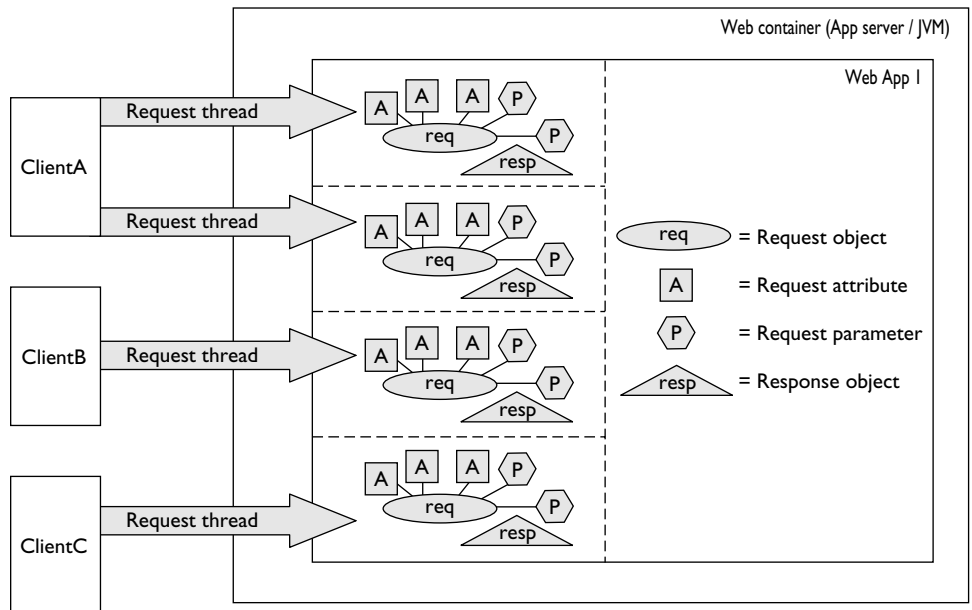 Web container (App server / JVM)
Web App 1
ClientA
Request thread
A A A P
P
req
resp
Request thread
A A A P
P
req
resp
ClientB
Request thread
A A A P
P
req
resp
ClientC
Request thread
A A A P
P
req
resp
req = Request object
A = Request attribute
P = Request parameter
resp = Response object